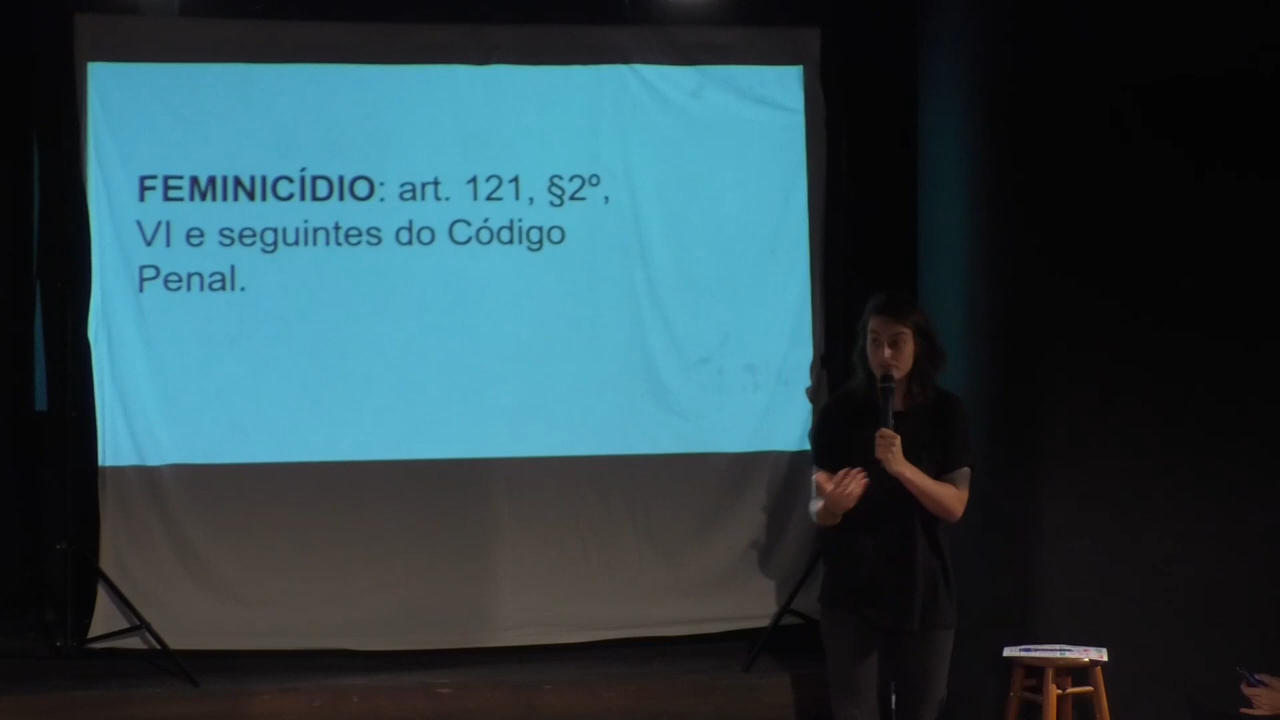 FEMINICÍDIO: art. 121, §2º,
VI e seguintes do Código
Penal.